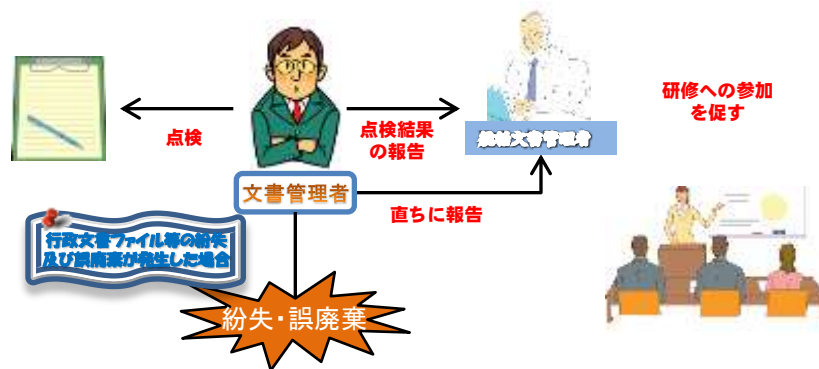 点検
点検結果
の報告
総括文書管理者
研修への参加
を促す
文書管理者
直ちに報告
行政文書ファイル等の紛失
及び誤廃棄が発生した場合
紛失・誤廃棄